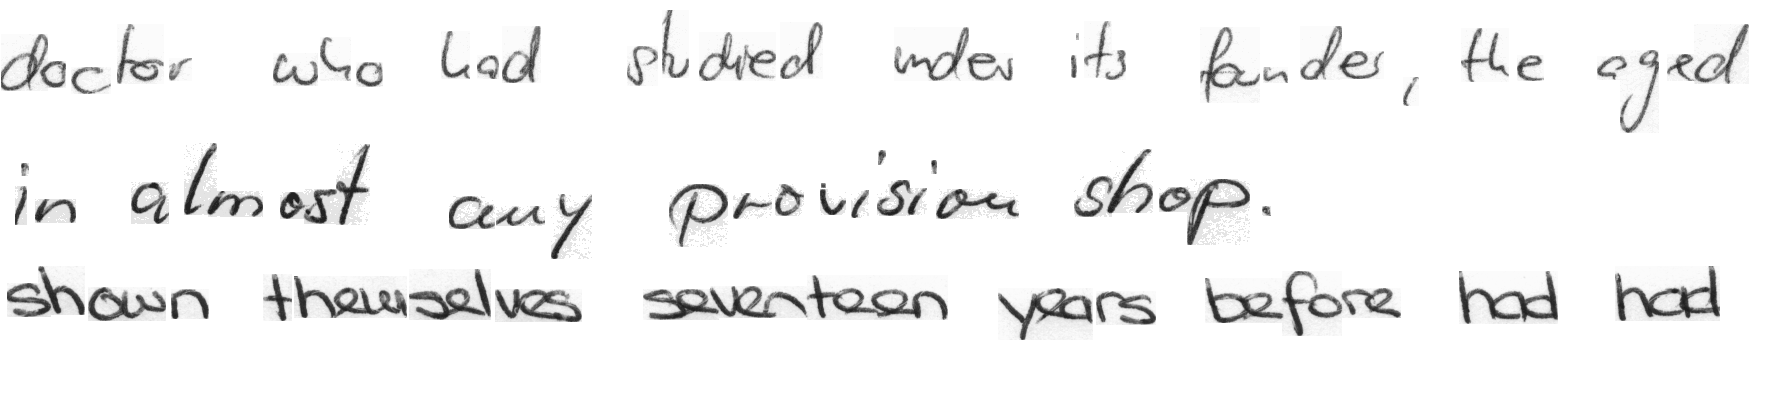 doctor who had studied under its founder, the aged
in almost any provision shop.
shown themselves seventeen years before had had